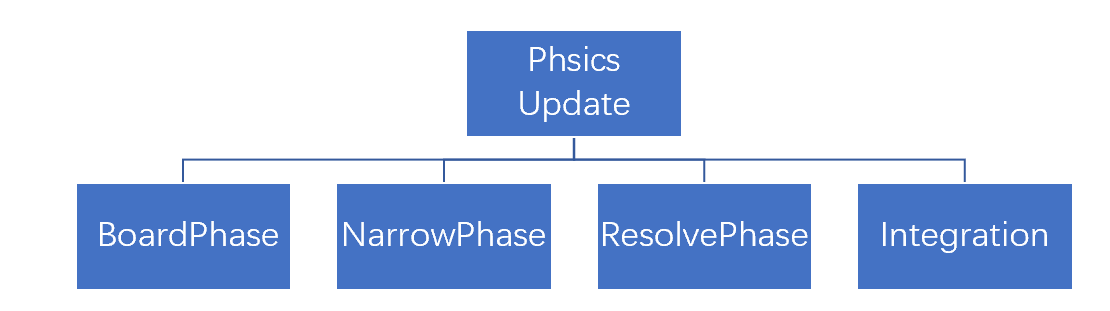 Phsics
Update
BoardPhase
NarrowPhase
ResolvePhase
Integration